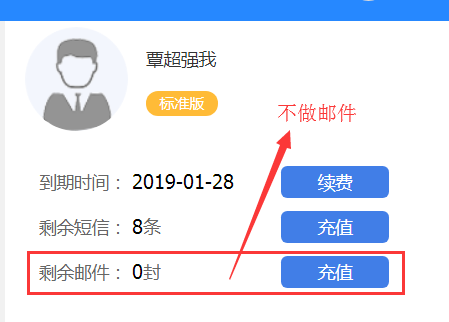 覃超强我
标准版
不做邮件
到期时间：2019-01-28 续费
剩余短信：8条 充值
剩余邮件：0封 充值